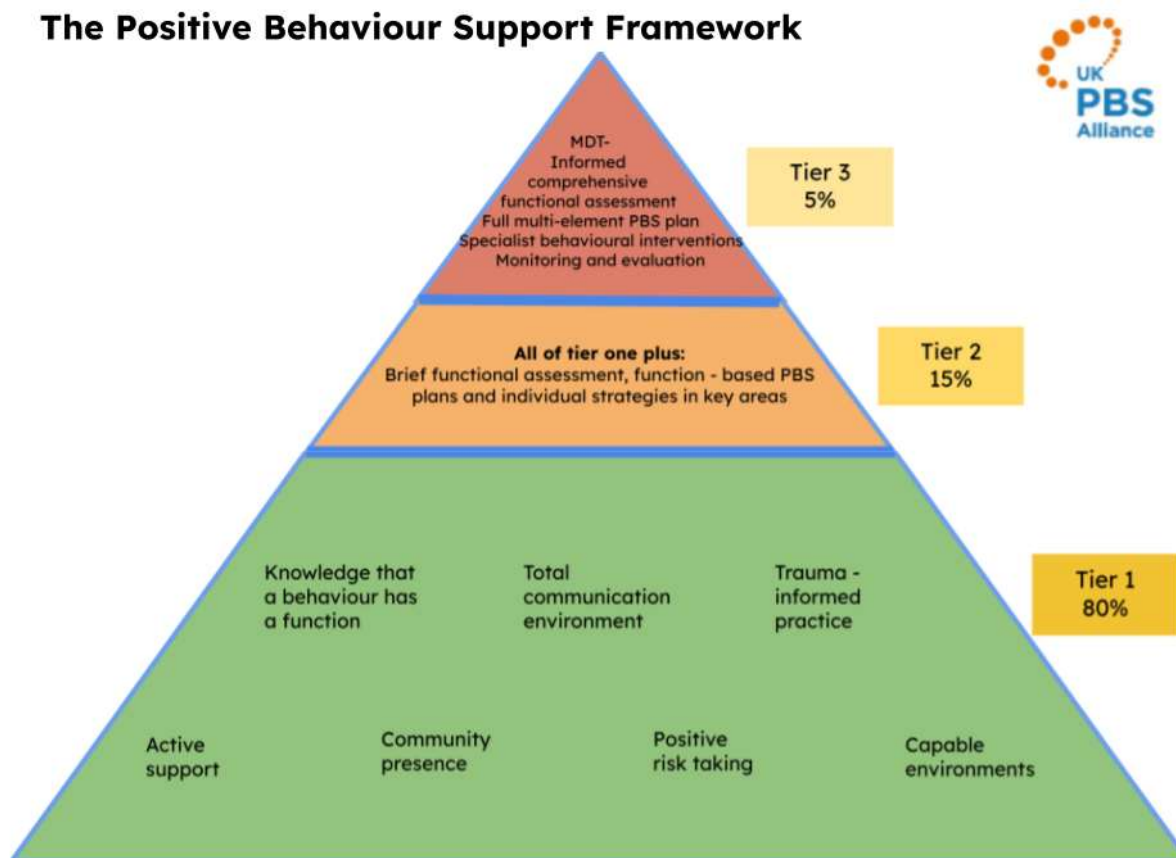 The Positive Behaviour Support Framework
UK
PBS
Alliance
MDT-
Informed
comprehensive
functional assessment
Full multi-element PBS plan
Specialist behavioural interventions
Monitoring and evaluation
Tier 3
5%
All of tier one plus:
Brief functional assessment, function - based PBS
plans and individual strategies in key areas
Tier 2
15%
Knowledge that
a behaviour has
a function
Total
communication
environment
Trauma -
informed
practice
Tier 1
80%
Active
support
Community
presence
Positive
risk taking
Capable
environments